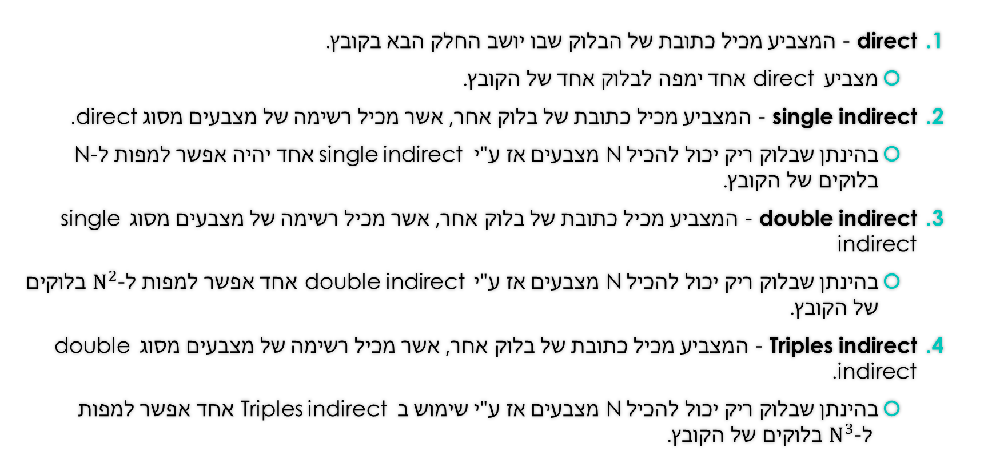 1. direct - המצביע מכיל כתובת של הבלוק שבו יושב החלק הבא בקובץ.
מצביע direct אחד ימפה לבלוק אחד של הקובץ.
2. single indirect - המצביע מכיל כתובת של בלוק אחר, אשר מכיל רשימה של מצבעים מסוג direct.
בהינתן שבלוק ריק יכול להכיל N מצבעים אז ע"י single indirect אחד יהיה אפשר למפות ל-N
בלוקים של הקובץ.
3. double indirect - המצביע מכיל כתובת של בלוק אחר, אשר מכיל רשימה של מצבעים מסוג single
indirect
בהינתן שבלוק ריק יכול להכיל N מצבעים אז ע"י double indirect אחד אפשר למפות ל-N² בלוקים
של הקובץ.
4. Triples indirect - המצביע מכיל כתובת של בלוק אחר, אשר מכיל רשימה של מצבעים מסוג double
indirect.
בהינתן שבלוק ריק יכול להכיל N מצבעים אז ע"י שימוש ב Triples indirect אחד אפשר למפות
ל-N³ בלוקים של הקובץ.